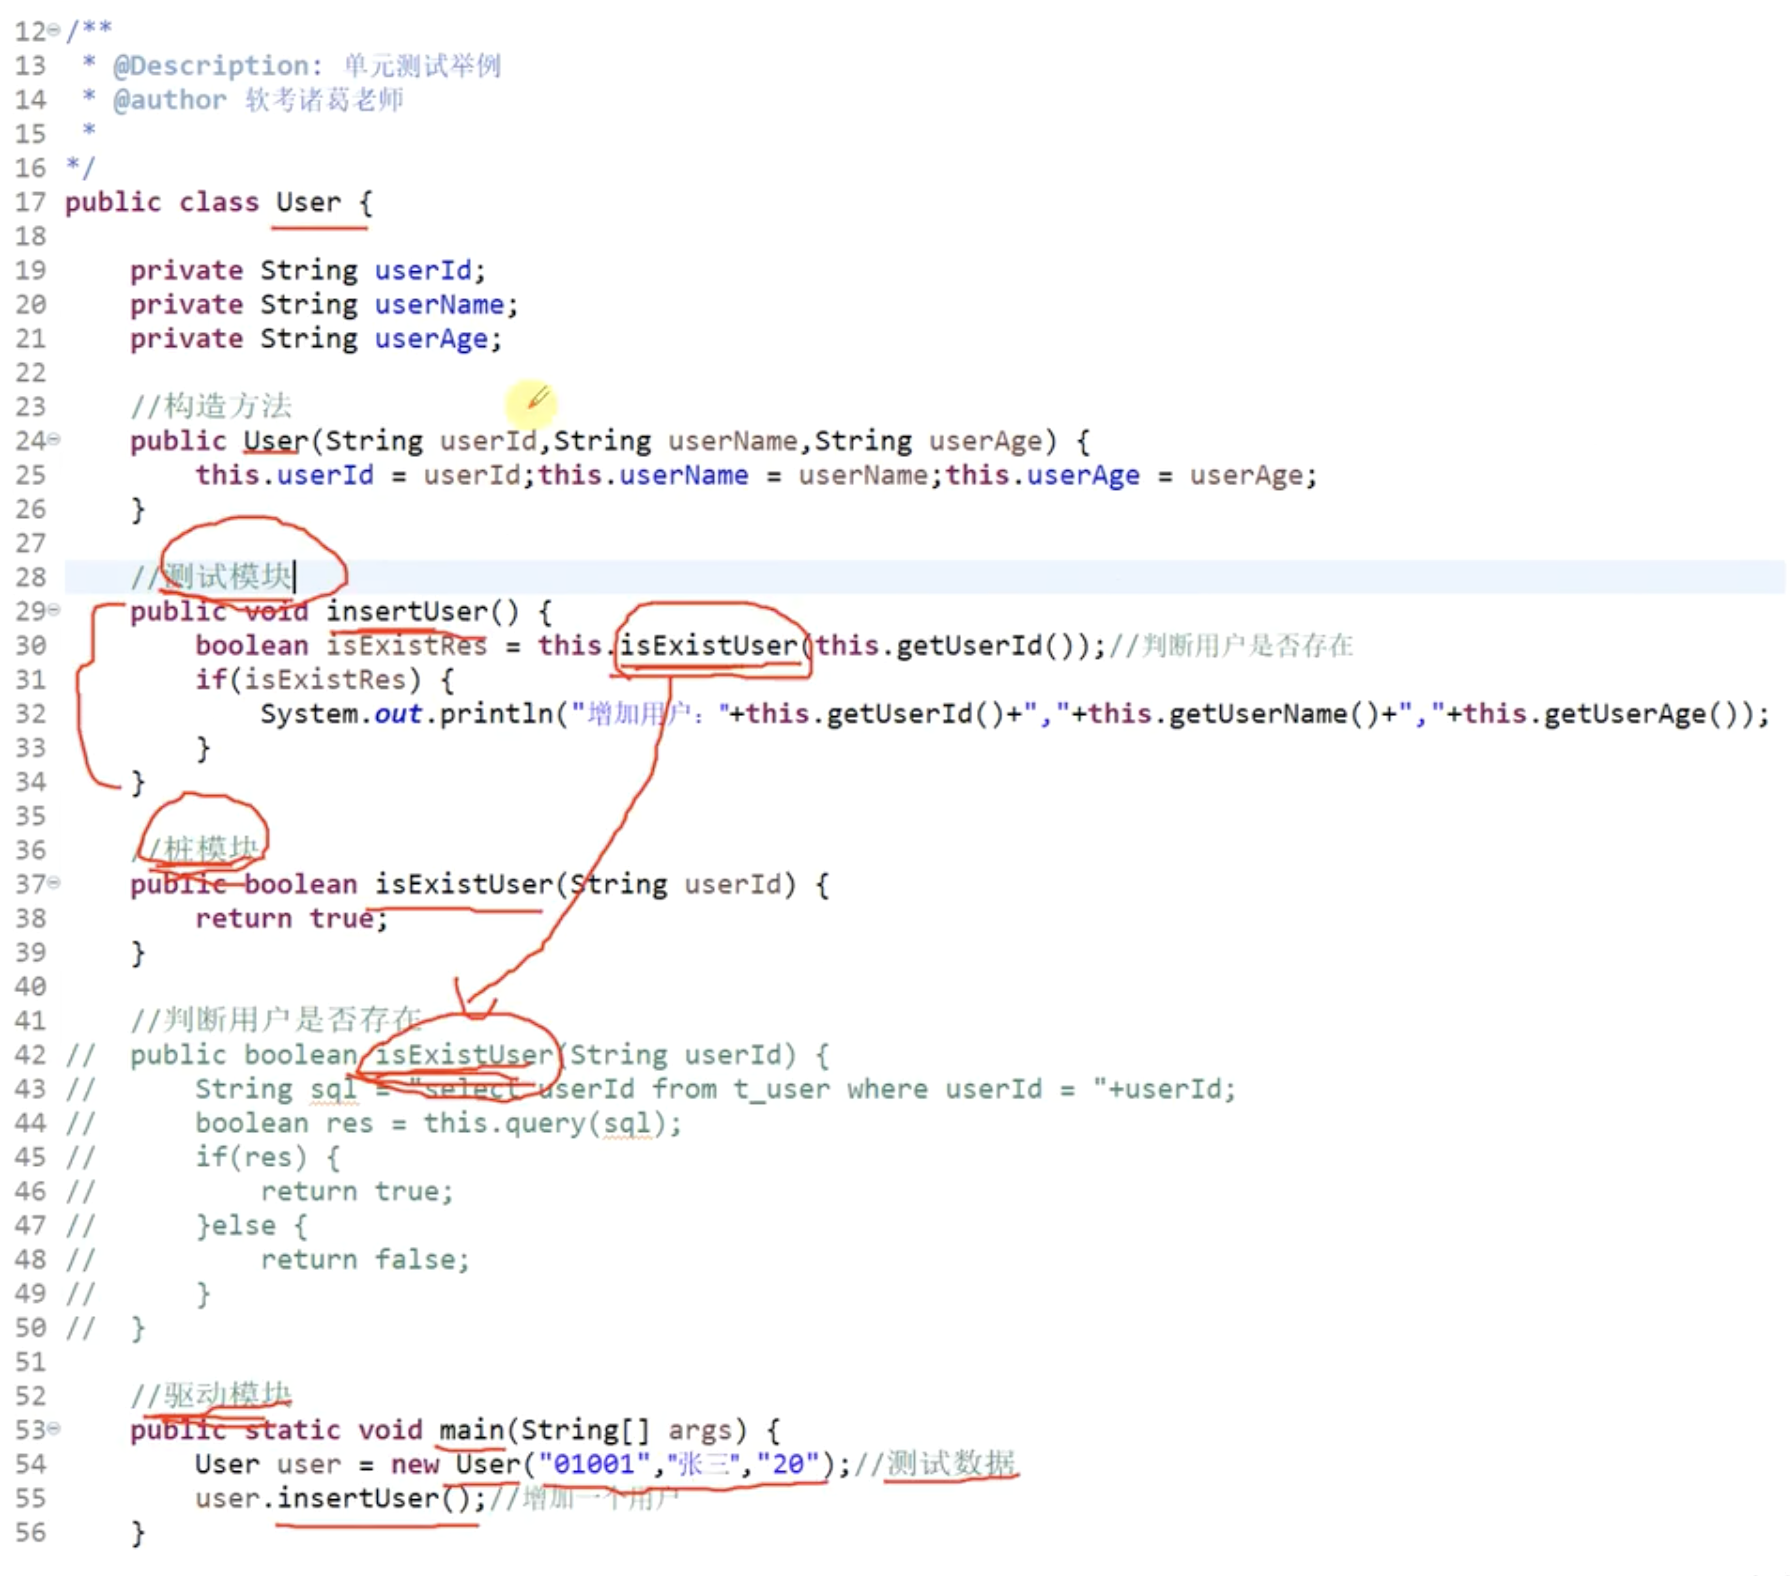 12 /**
13  * @Description: 单元测试举例
14  * @author 软考诸葛老师
15  *
16 */
17 public class User {
18
19     private String userId;
20     private String userName;
21     private String userAge;
22
23     //构造方法
24     public User(String userId,String userName,String userAge) {
25         this.userId = userId;this.userName = userName;this.userAge = userAge;
26     }
27
28     //测试模块
29     public void insertUser() {
30         boolean isExistRes = this.isExistUser(this.getUserId());//判断用户是否存在
31         if(isExistRes) {
32             System.out.println("增加用户："+this.getUserId()+","+this.getUserName()+","+this.getUserAge());
33         }
34     }
35
36     //桩模块
37     public boolean isExistUser(String userId) {
38         return true;
39     }
40
41     //判断用户是否存在
42 //  public boolean isExistUser(String userId) {
43 //      String sql = "select userId from t_user where userId = "+userId;
44 //      boolean res = this.query(sql);
45 //      if(res) {
46 //          return true;
47 //      }else {
48 //          return false;
49 //      }
50 //  }
51
52     //驱动模块
53     public static void main(String[] args) {
54         User user = new User("01001","张三","20");//测试数据
55         user.insertUser();//增加一个用户
56     }